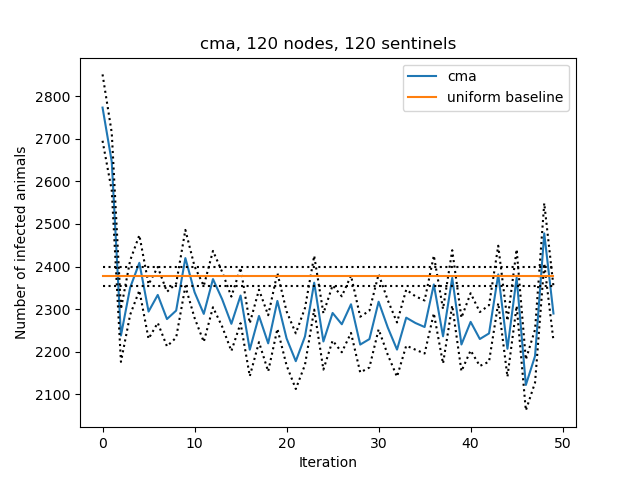 cma, 120 nodes, 120 sentinels
cma
uniform baseline
Number of infected animals
2800
2700
2600
2500
2400
2300
2200
2100
0
10
20
30
40
50
Iteration